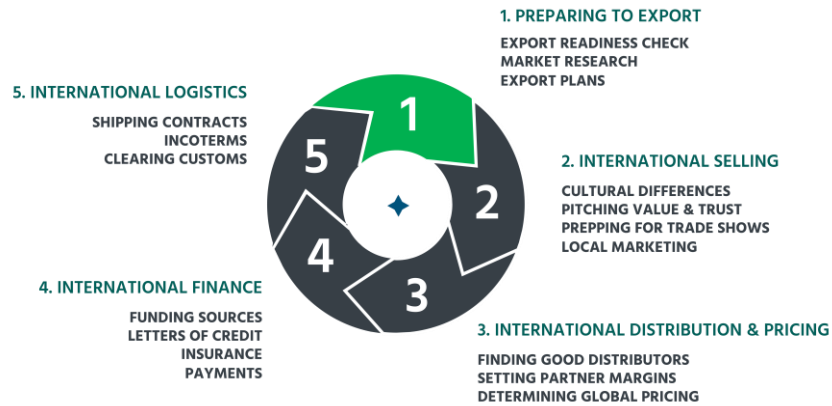 1. PREPARING TO EXPORT
EXPORT READINESS CHECK
MARKET RESEARCH
EXPORT PLANS
2. INTERNATIONAL SELLING
CULTURAL DIFFERENCES
PITCHING VALUE & TRUST
PREPPING FOR TRADE SHOWS
LOCAL MARKETING
3. INTERNATIONAL DISTRIBUTION & PRICING
FINDING GOOD DISTRIBUTORS
SETTING PARTNER MARGINS
DETERMINING GLOBAL PRICING
4. INTERNATIONAL FINANCE
FUNDING SOURCES
LETTERS OF CREDIT
INSURANCE
PAYMENTS
5. INTERNATIONAL LOGISTICS
SHIPPING CONTRACTS
INCOTERMS
CLEARING CUSTOMS
1
2
3
4
5